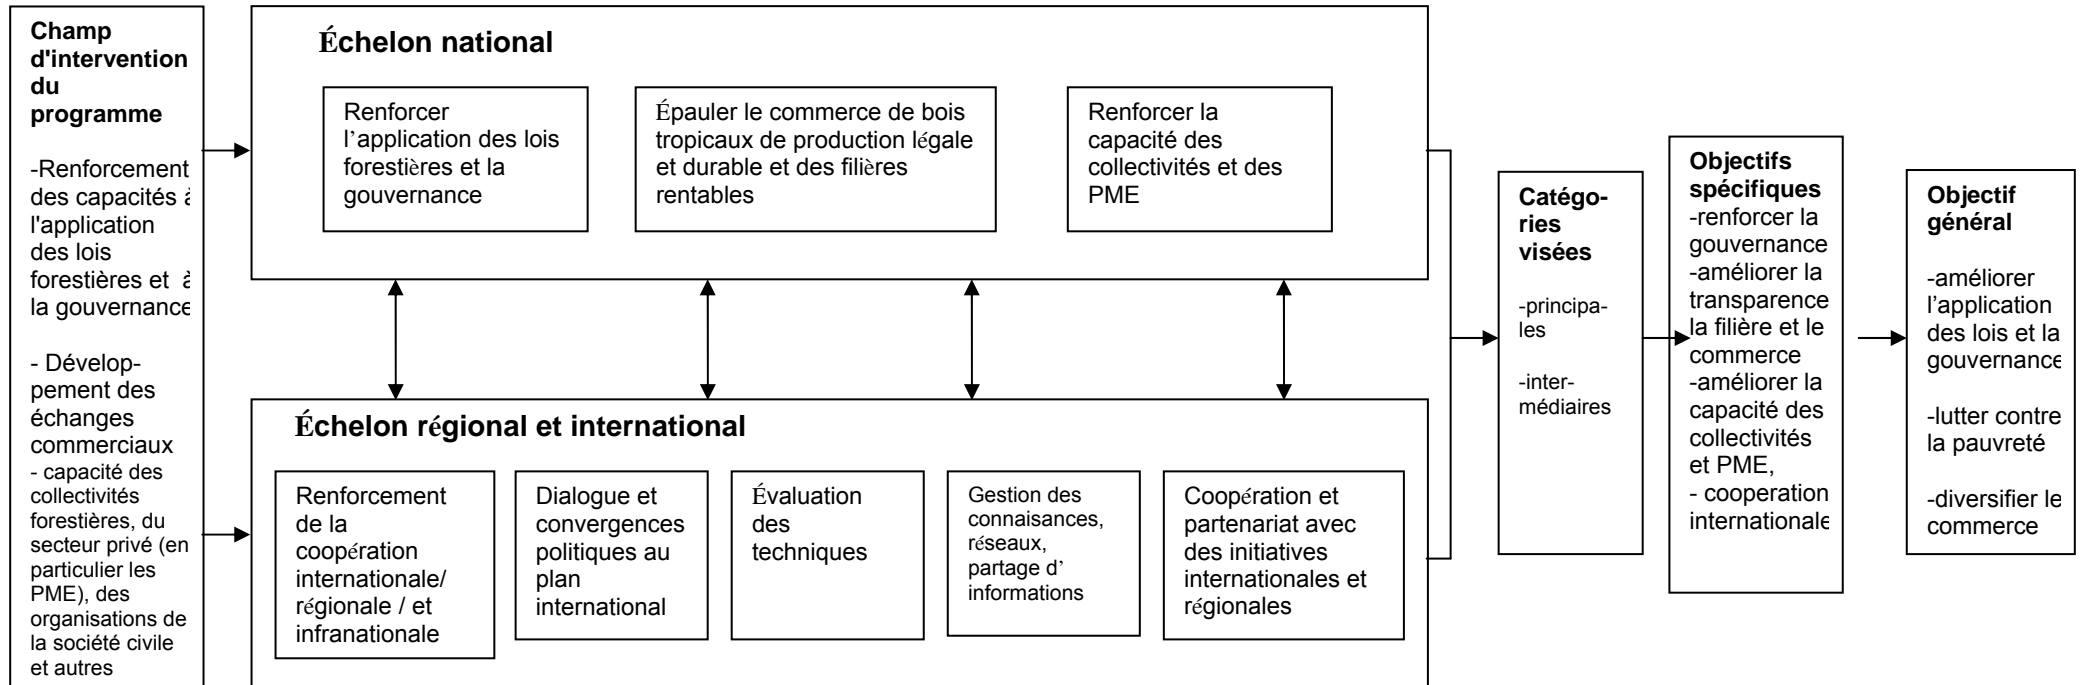 Champ
d'intervention
du
programme
-Renforcement
des capacités à
l'application
des lois
forestières et à
la gouvernance
- Dévelop-
pement des
échanges
commerciaux
- capacité des
collectivités
forestières, du
secteur privé (en
particulier les
PME), des
organisations de
la société civile
et autres
Échelon national
Renforcer
l’application des lois
forestières et la
gouvernance
Épauler le commerce de bois
tropicaux de production légale
et durable et des filières
rentables
Renforcer la
capacité des
collectivités et des
PME
Échelon régional et international
Renforcement
de la
coopération
internationale/
régionale / et
infranationale
Dialogue et
convergences
politiques au
plan
international
Évaluation
des
techniques
Gestion des
connaisances,
réseaux,
partage d’
informations
Coopération et
partenariat avec
des initiatives
internationales et
régionales
Catégo-
ries
visées
-principa-
les
-inter-
médiaires
Objectifs
spécifiques
-renforcer la
gouvernance
-améliorer la
transparence
la filière et le
commerce
-améliorer la
capacité des
collectivités
et PME,
- cooperation
internationale
Objectif
général
-améliorer
l’application
des lois et la
gouvernance
-lutter contre
la pauvreté
-diversifier le
commerce